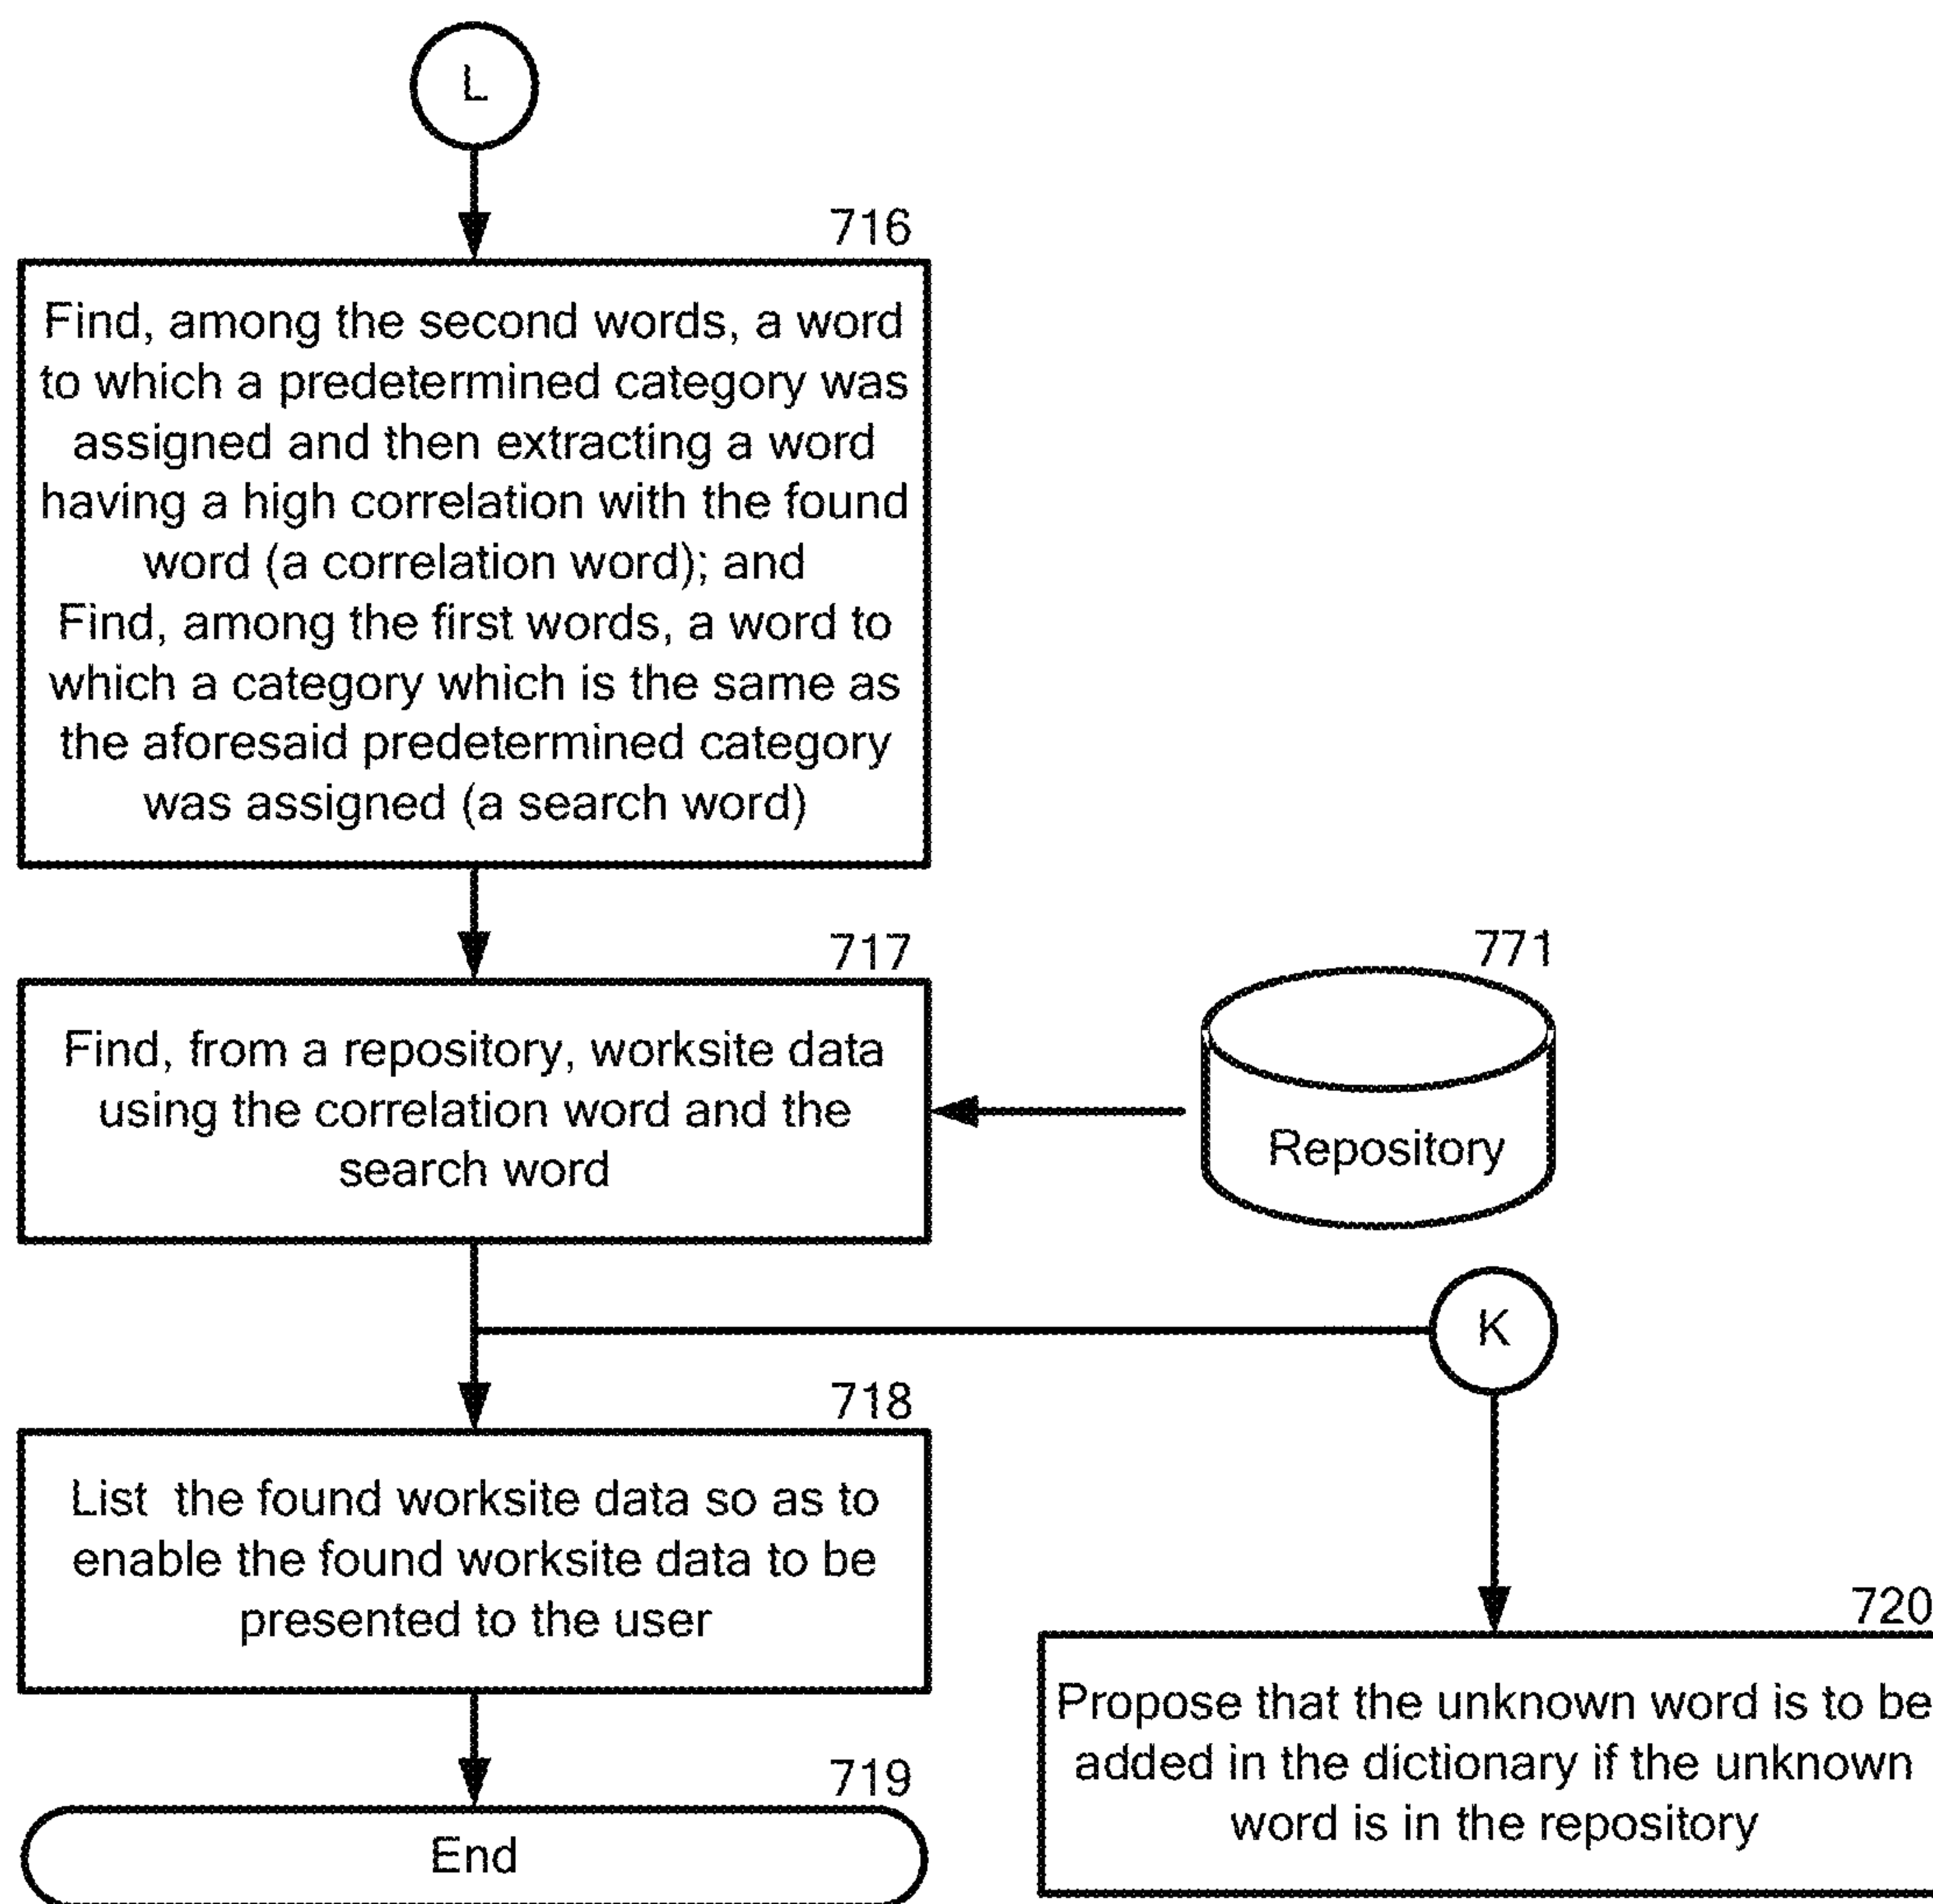 L
716
Find, among the second words, a word
to which a predetermined category was
assigned and then extracting a word
having a high correlation with the found
word (a correlation word); and
Find, among the first words, a word to
which a category which is the same as
the aforesaid predetermined category
was assigned (a search word)
717
Find, from a repository, worksite data
using the correlation word and the
search word
771
Repository
K
718
List the found worksite data so as to
enable the found worksite data to be
presented to the user
719
End
720
Propose that the unknown word is to be
added in the dictionary if the unknown
word is in the repository